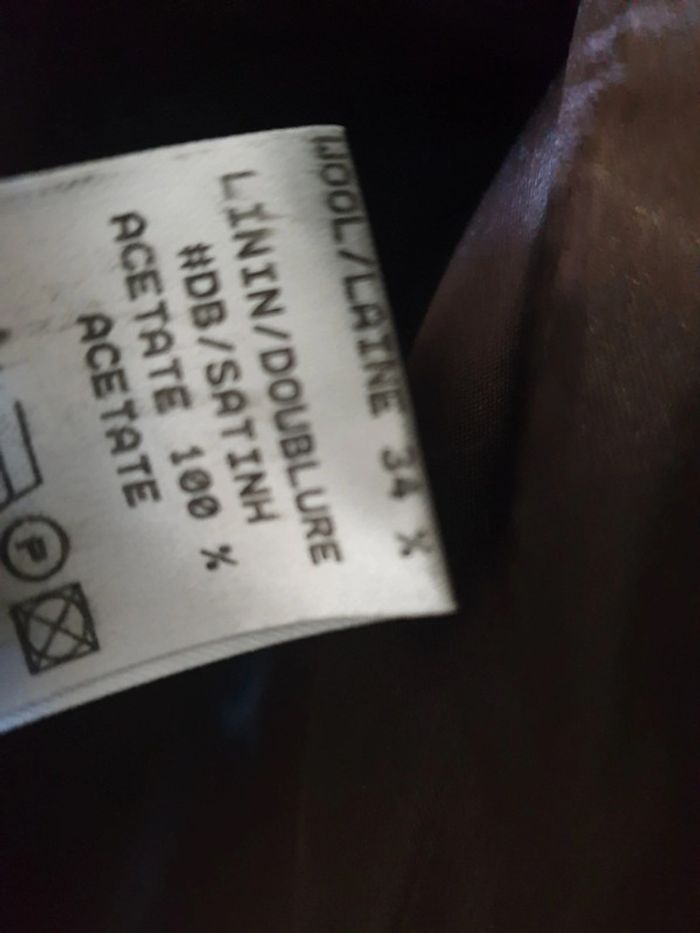 WOOL/LAINE 34 %
LININ/DOUBLURE
#DB/SATINH
ACETATE 100 %
ACETATE
P